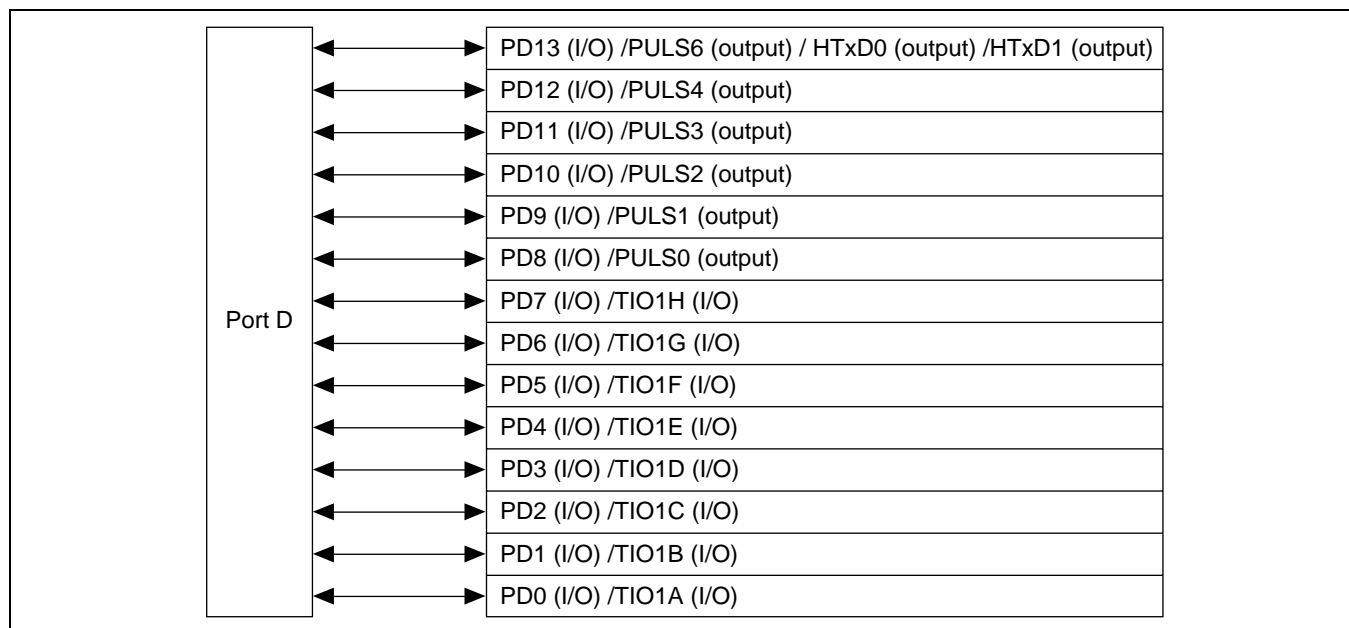 PD13 (I/O) /PULS6 (output) / HTxD0 (output) /HTxD1 (output)
PD12 (I/O) /PULS4 (output)
PD11 (I/O) /PULS3 (output)
PD10 (I/O) /PULS2 (output)
PD9 (I/O) /PULS1 (output)
PD8 (I/O) /PULS0 (output)
PD7 (I/O) /TIO1H (I/O)
Port D
PD6 (I/O) /TIO1G (I/O)
PD5 (I/O) /TIO1F (I/O)
PD4 (I/O) /TIO1E (I/O)
PD3 (I/O) /TIO1D (I/O)
PD2 (I/O) /TIO1C (I/O)
PD1 (I/O) /TIO1B (I/O)
PD0 (I/O) /TIO1A (I/O)